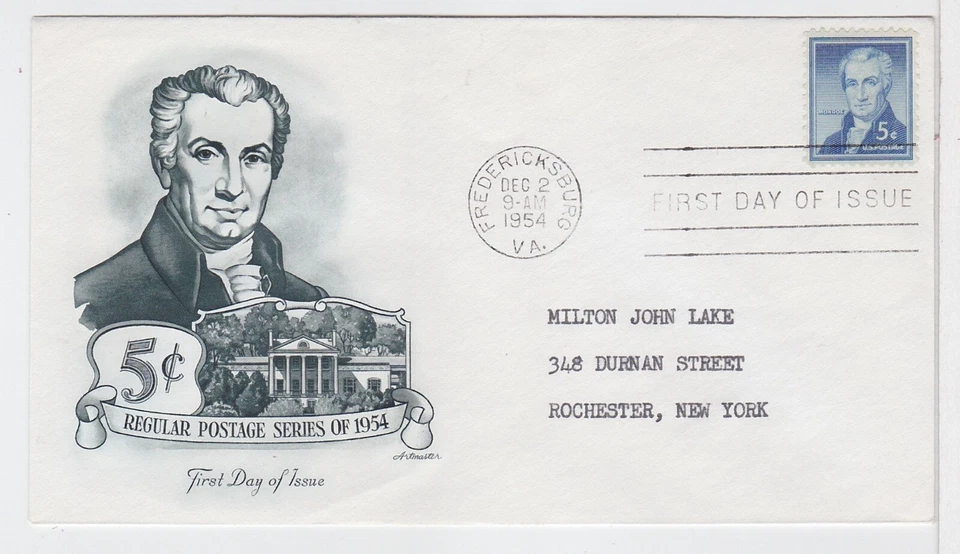 MONROE
5¢
U.S. POSTAGE
FREDERICKSBURG
DEC 2
9-AM
1954
VA.
FIRST DAY OF ISSUE
MILTON JOHN LAKE
348 DURNAN STREET
ROCHESTER, NEW YORK
5¢
REGULAR POSTAGE SERIES OF 1954
Artmaster
First Day of Issue